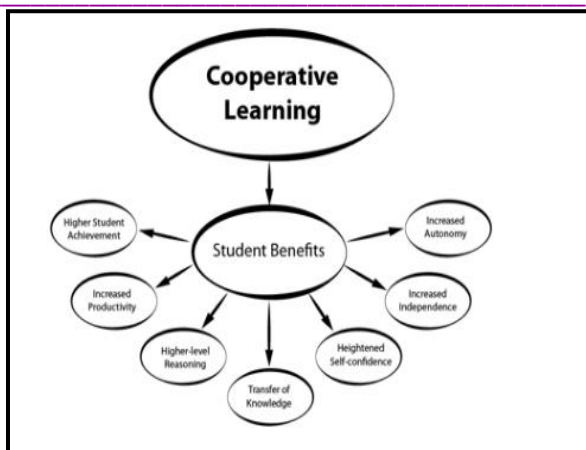 Cooperative
Learning
Student Benefits
Higher Student
Achievement
Increased
Productivity
Higher-level
Reasoning
Transfer of
Knowledge
Heightened
Self-confidence
Increased
Independence
Increased
Autonomy